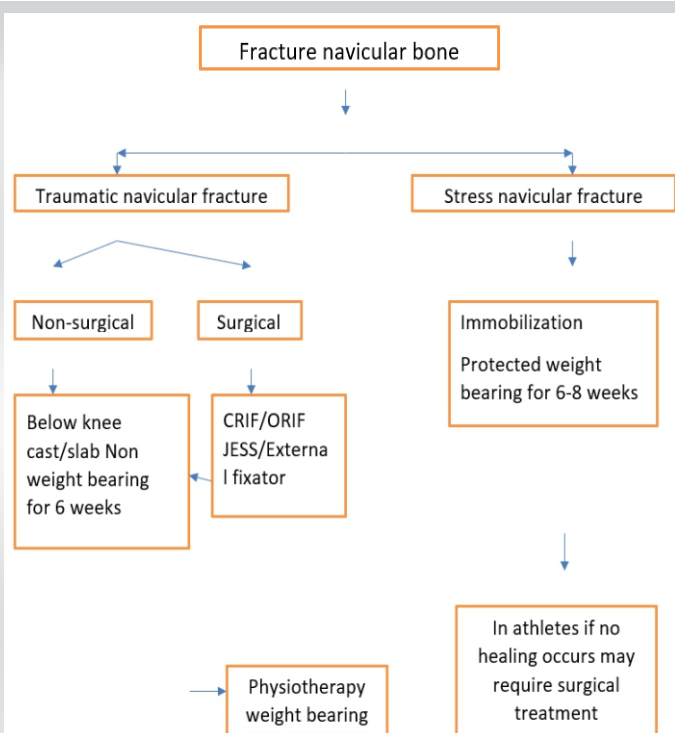 Fracture navicular bone
Traumatic navicular fracture
Stress navicular fracture
Non-surgical
Surgical
Immobilization
Protected weight
bearing for 6-8 weeks
Below knee
cast/slab Non
weight bearing
for 6 weeks
CRIF/ORIF
JESS/Externa
l fixator
In athletes if no
healing occurs may
require surgical
treatment
Physiotherapy
weight bearing